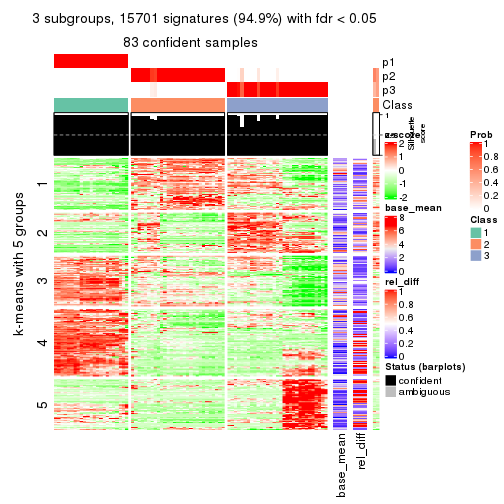 3 subgroups, 15701 signatures (94.9%) with fdr < 0.05
83 confident samples
p1
p2
p3
Class
1
Silhouette
score
z-score
2
1
0
-1
-2
Prob
1
0.8
0.6
0.4
0.2
0
base_mean
8
6
4
2
0
Class
1
2
3
rel_diff
1
0.8
0.6
0.4
0.2
0
Status (barplots)
confident
ambiguous
k-means with 5 groups
1
2
3
4
5
base_mean
rel_diff